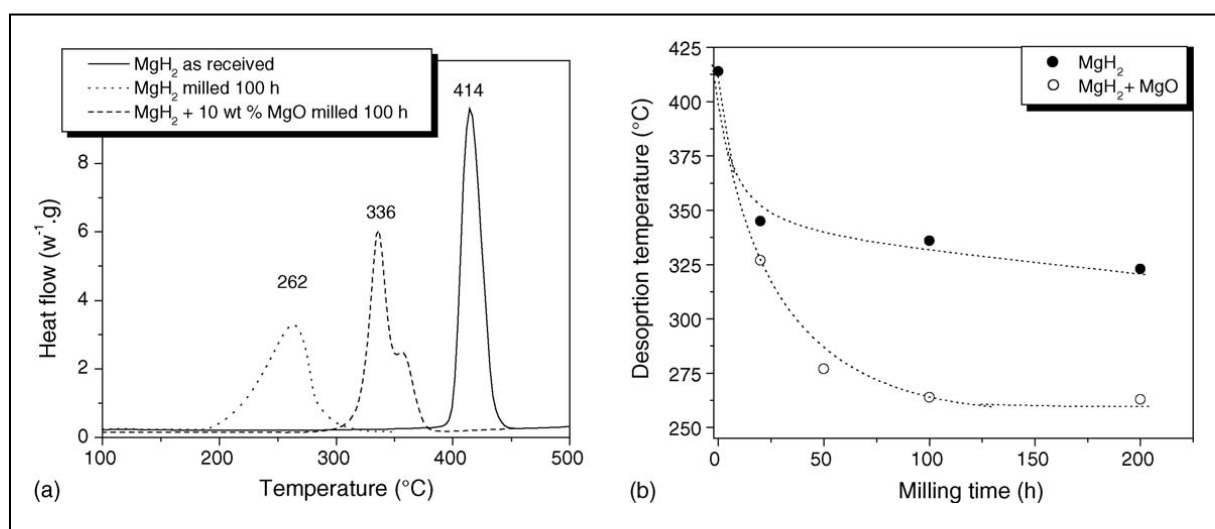 MgH₂ as received
MgH₂ milled 100 h
MgH₂ + 10 wt % MgO milled 100 h
414
336
262
8
6
4
2
0
100 200 300 400 500
Heat flow (w⁻¹.g)
Temperature (°C)
(a)
MgH₂
MgH₂+ MgO
425
400
375
350
325
300
275
250
0 50 100 150 200
Desoprtion temperature (°C)
Milling time (h)
(b)